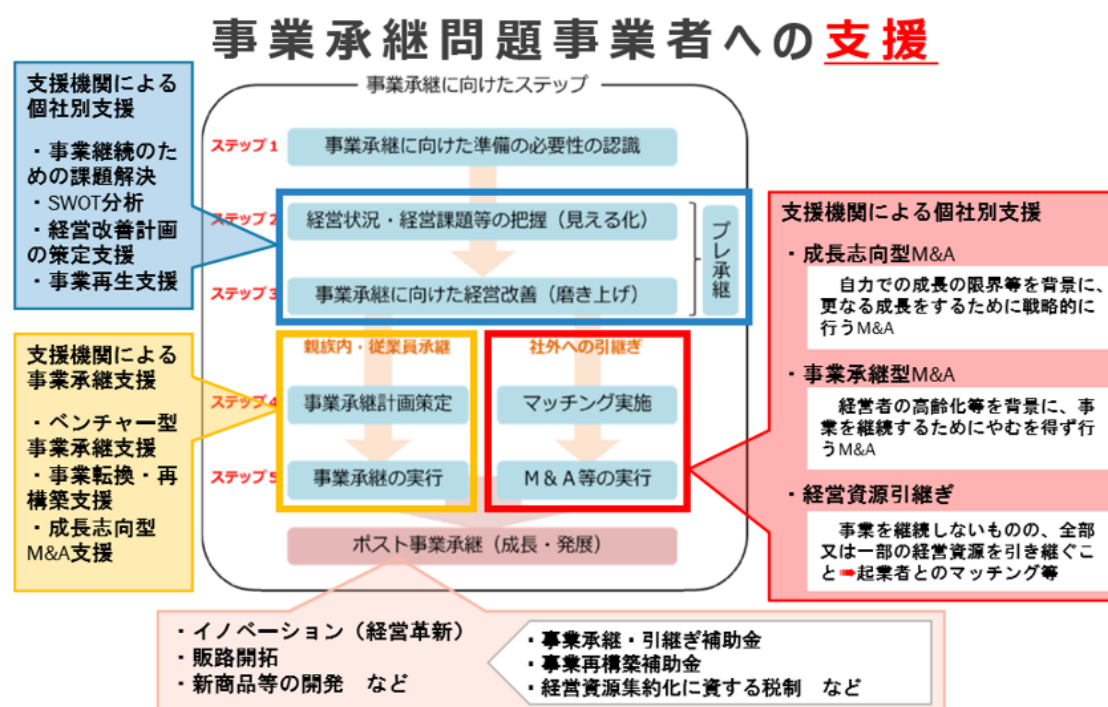 事業承継問題事業者への支援
支援機関による
個社別支援
・事業継続のた
めの課題解決
・SWOT分析
・経営改善計画
の策定支援
・事業再生支援
事業承継に向けたステップ
ステップ1
事業承継に向けた準備の必要性の認識
ステップ2
経営状況・経営課題等の把握（見える化）
ステップ3
事業承継に向けた経営改善（磨き上げ）
プレ承継
支援機関による
事業承継支援
・ベンチャー型
事業承継支援
・事業転換・再
構築支援
・成長志向型
M&A支援
親族内・従業員承継
社外への引継ぎ
ステップ4
事業承継計画策定
マッチング実施
ステップ5
事業承継の実行
M＆A等の実行
ポスト事業承継（成長・発展）
支援機関による個社別支援
・成長志向型M&A
自力での成長の限界等を背景に、
更なる成長をするために戦略的に
行うM&A
・事業承継型M&A
経営者の高齢化等を背景に、事
業を継続するためにやむを得ず行
うM&A
・経営資源引継ぎ
事業を継続しないものの、全部
又は一部の経営資源を引き継ぐこ
と➡起業者とのマッチング等
・イノベーション（経営革新）
・販路開拓
・新商品等の開発　など
・事業承継・引継ぎ補助金
・事業再構築補助金
・経営資源集約化に資する税制　など